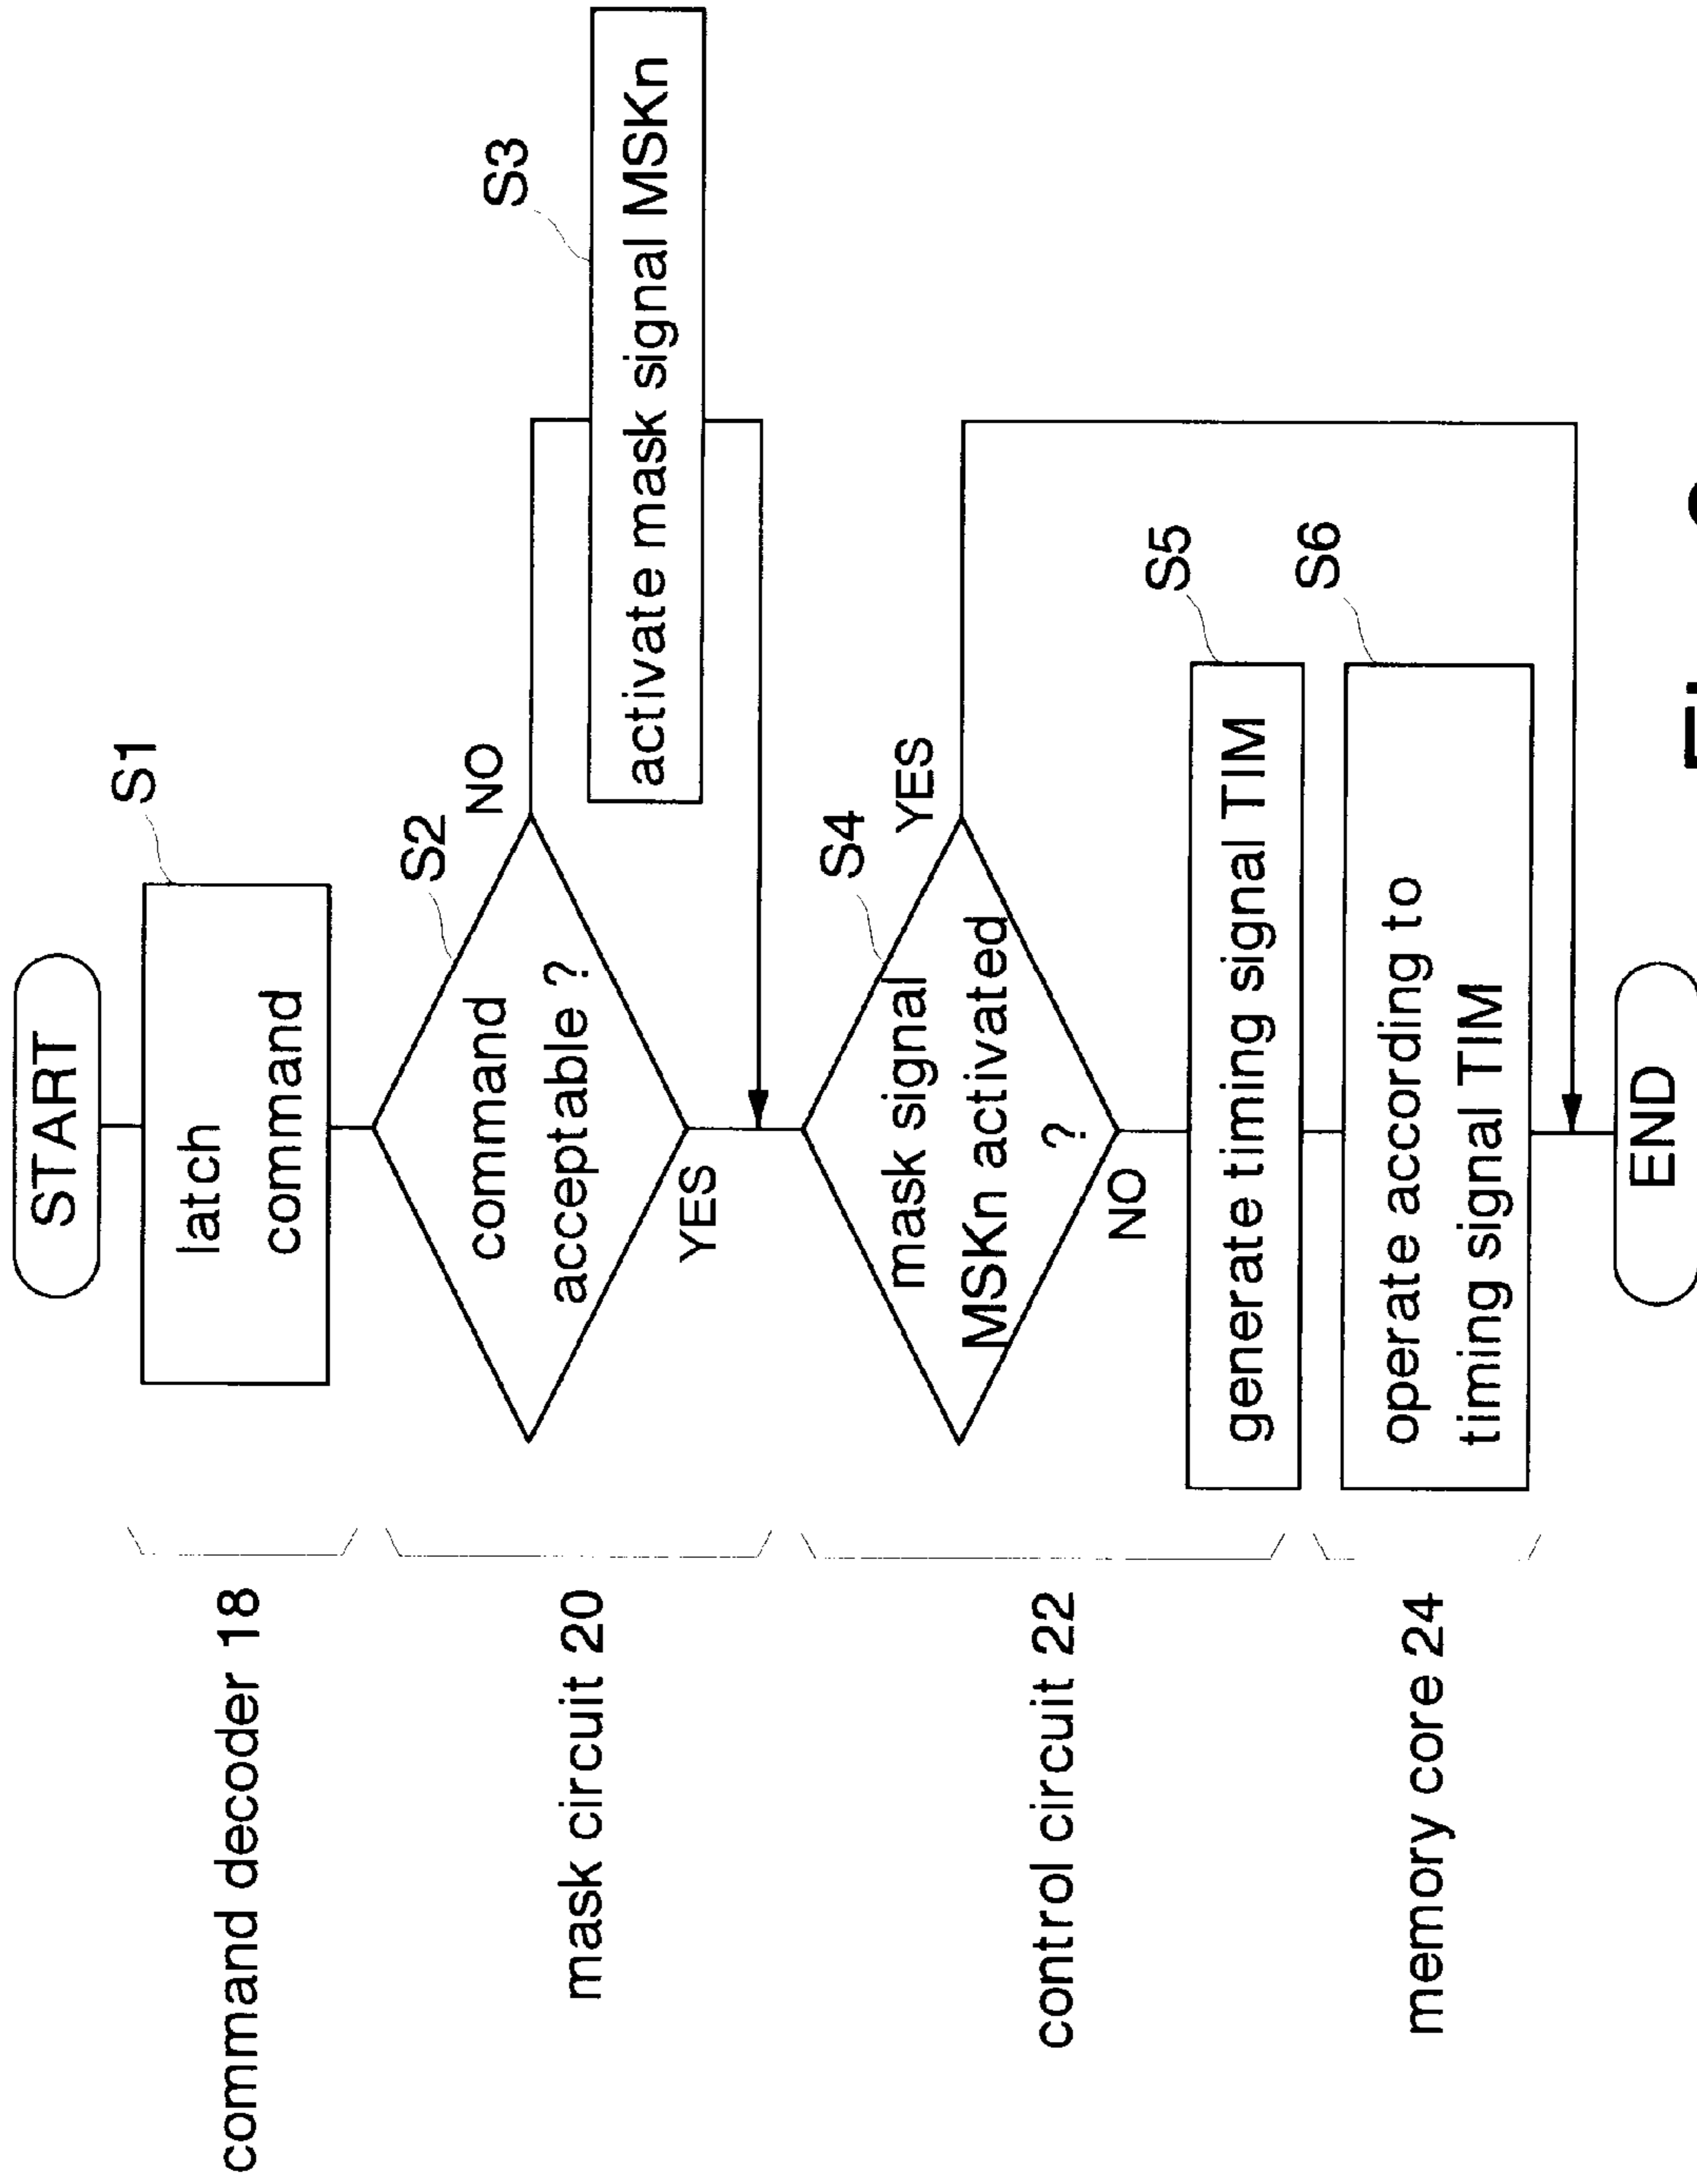 START
S1
latch
command
command decoder 18
S2
command
acceptable ?
NO
YES
mask circuit 20
S3
activate mask signal MSKn
S4
mask signal
MSKn activated
?
YES
NO
control circuit 22
S5
generate timing signal TIM
S6
operate according to
timing signal TIM
memory core 24
END